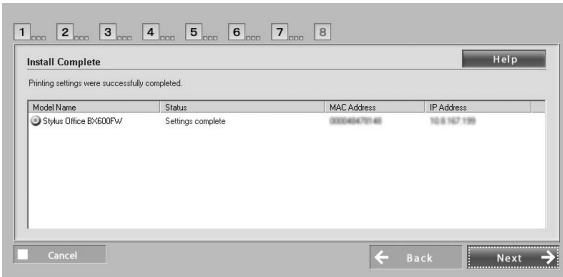 1 2 3 4 5 6 7 8
Install Complete
Help
Printing settings were successfully completed.
Model Name Status MAC Address IP Address
Stylus Office BX600FW Settings complete
Cancel Back Next